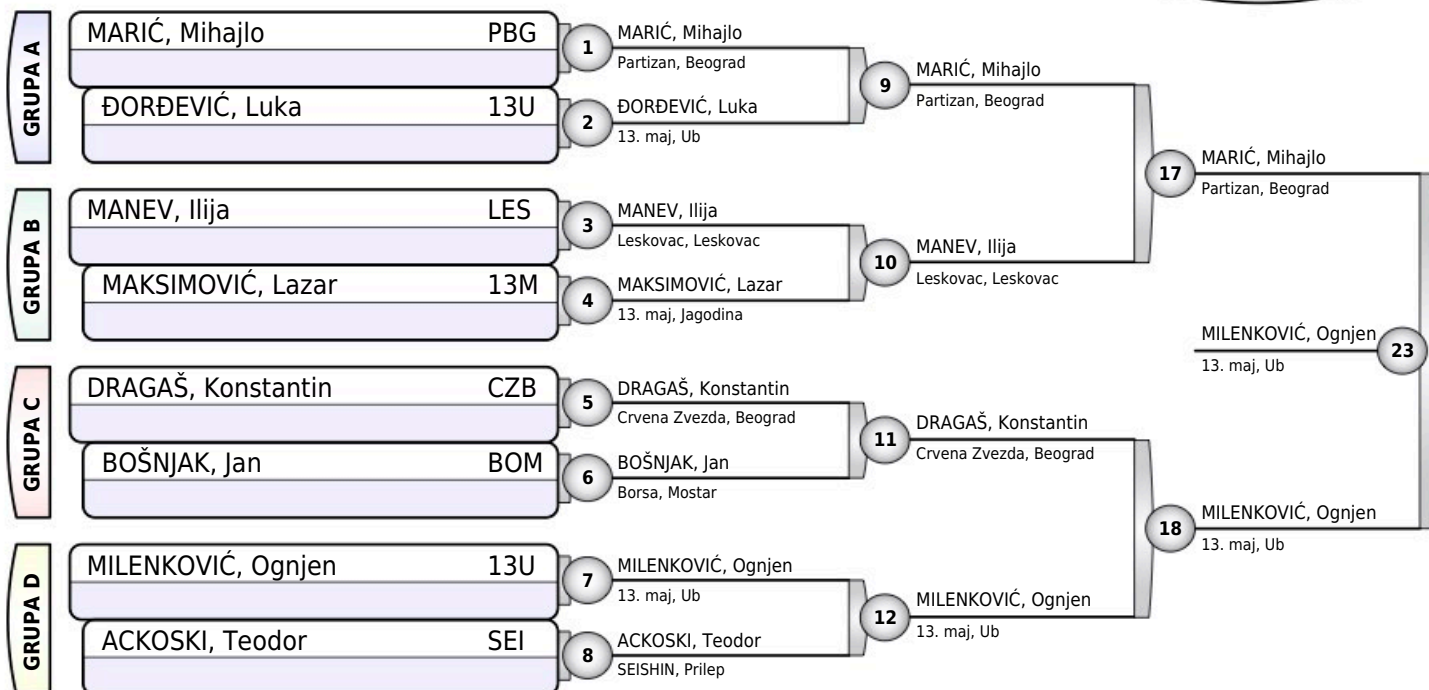 GRUPA A
MARIĆ, Mihajlo PBG
1
MARIĆ, Mihajlo
Partizan, Beograd
ĐORĐEVIĆ, Luka 13U
2
ĐORĐEVIĆ, Luka
13. maj, Ub
9
MARIĆ, Mihajlo
Partizan, Beograd
GRUPA B
MANEV, Ilija LES
3
MANEV, Ilija
Leskovac, Leskovac
MAKSIMOVIĆ, Lazar 13M
4
MAKSIMOVIĆ, Lazar
13. maj, Jagodina
10
MANEV, Ilija
Leskovac, Leskovac
17
MARIĆ, Mihajlo
Partizan, Beograd
GRUPA C
DRAGAŠ, Konstantin CZB
5
DRAGAŠ, Konstantin
Crvena Zvezda, Beograd
BOŠNJAK, Jan BOM
6
BOŠNJAK, Jan
Borsa, Mostar
11
DRAGAŠ, Konstantin
Crvena Zvezda, Beograd
GRUPA D
MILENKOVIĆ, Ognjen 13U
7
MILENKOVIĆ, Ognjen
13. maj, Ub
ACKOSKI, Teodor SEI
8
ACKOSKI, Teodor
SEISHIN, Prilep
12
MILENKOVIĆ, Ognjen
13. maj, Ub
18
MILENKOVIĆ, Ognjen
13. maj, Ub
MILENKOVIĆ, Ognjen
13. maj, Ub
23